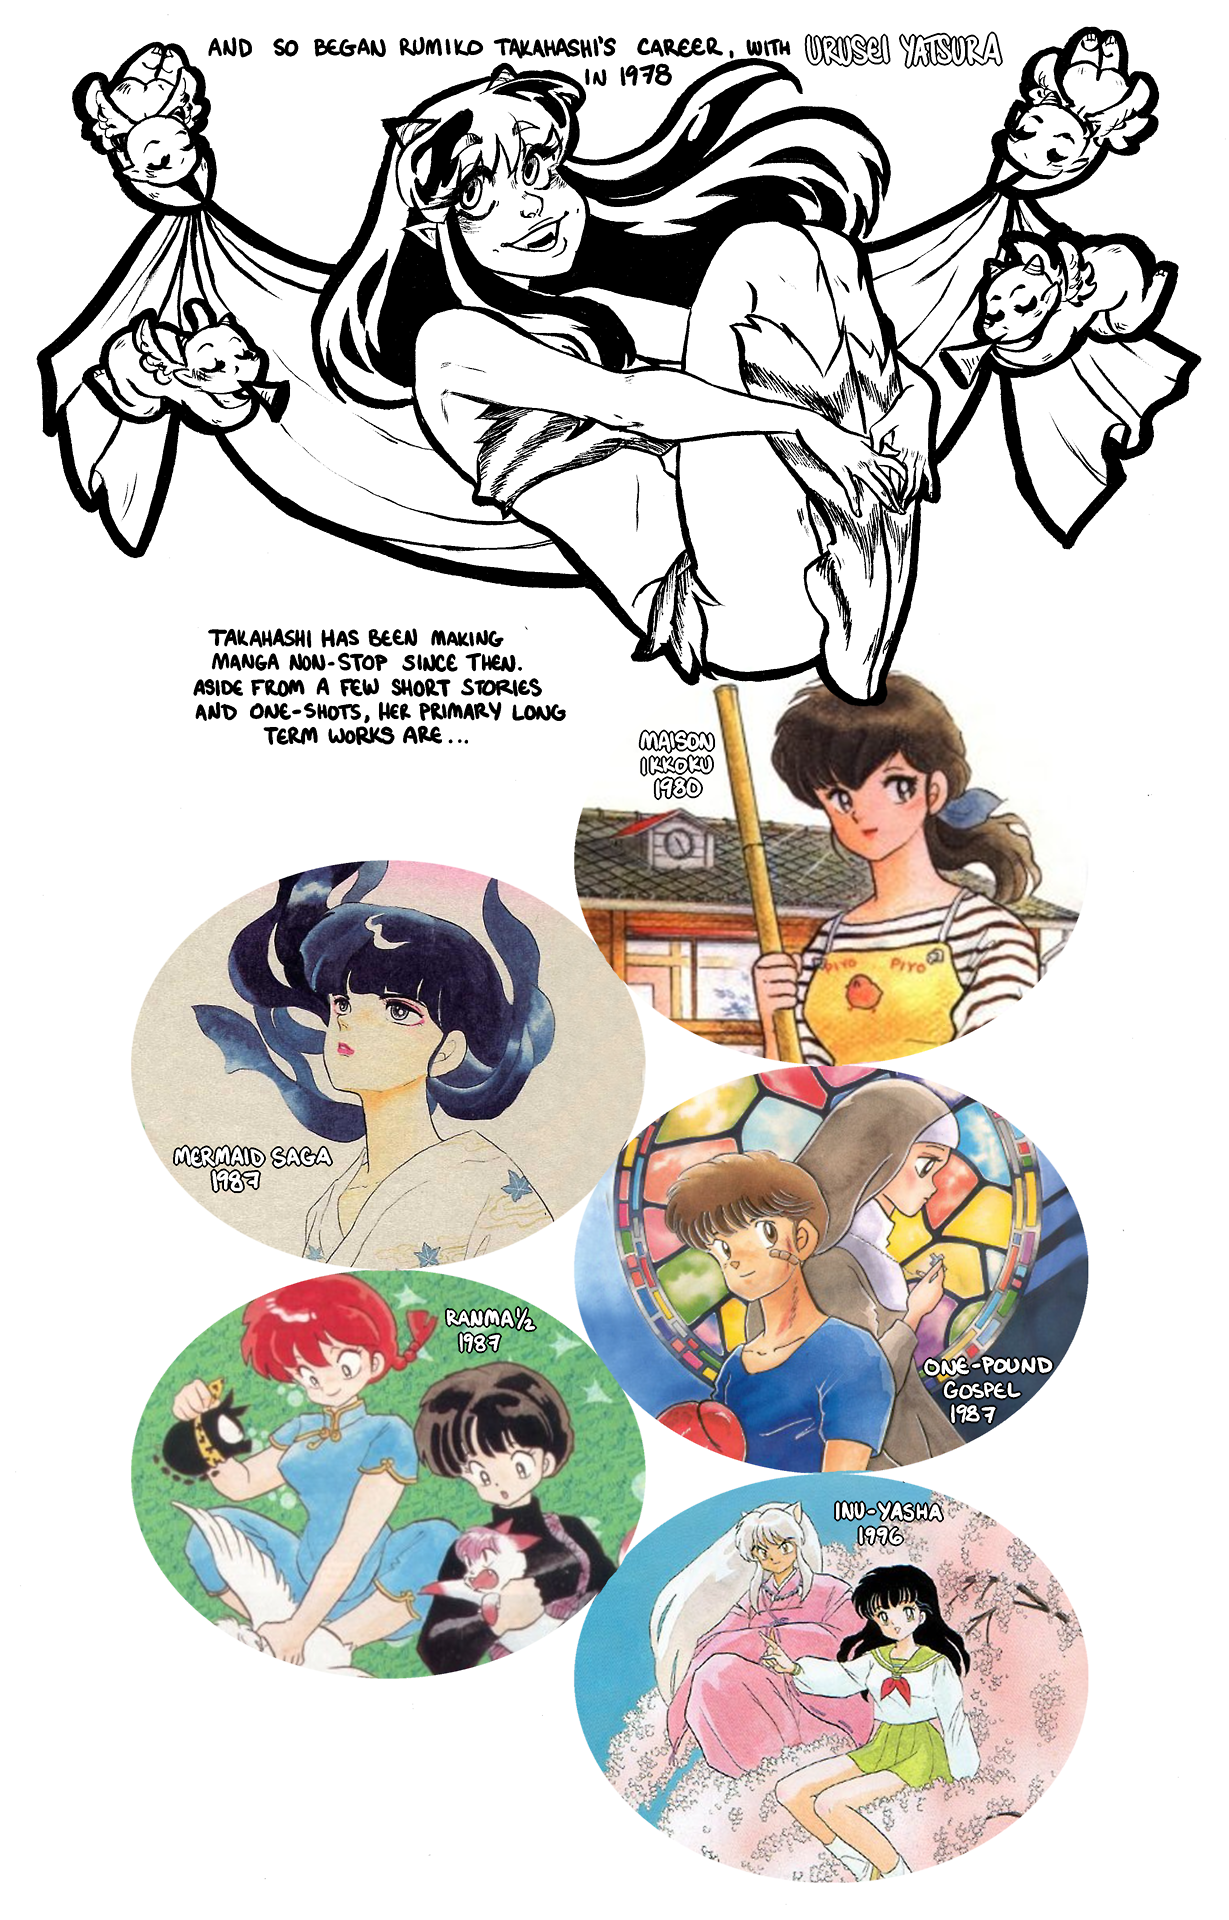 AND SO BEGAN RUMIKO TAKAHASHI'S CAREER, WITH URUSEI YATSURA
IN 1978
TAKAHASHI HAS BEEN MAKING
MANGA NON-STOP SINCE THEN.
ASIDE FROM A FEW SHORT STORIES
AND ONE-SHOTS, HER PRIMARY LONG
TERM WORKS ARE...
MAISON
IKKOKU
1980
PIYO PIYO
MERMAID SAGA
1987
ONE-POUND
GOSPEL
1987
RANMA ½
1987
INU-YASHA
1996